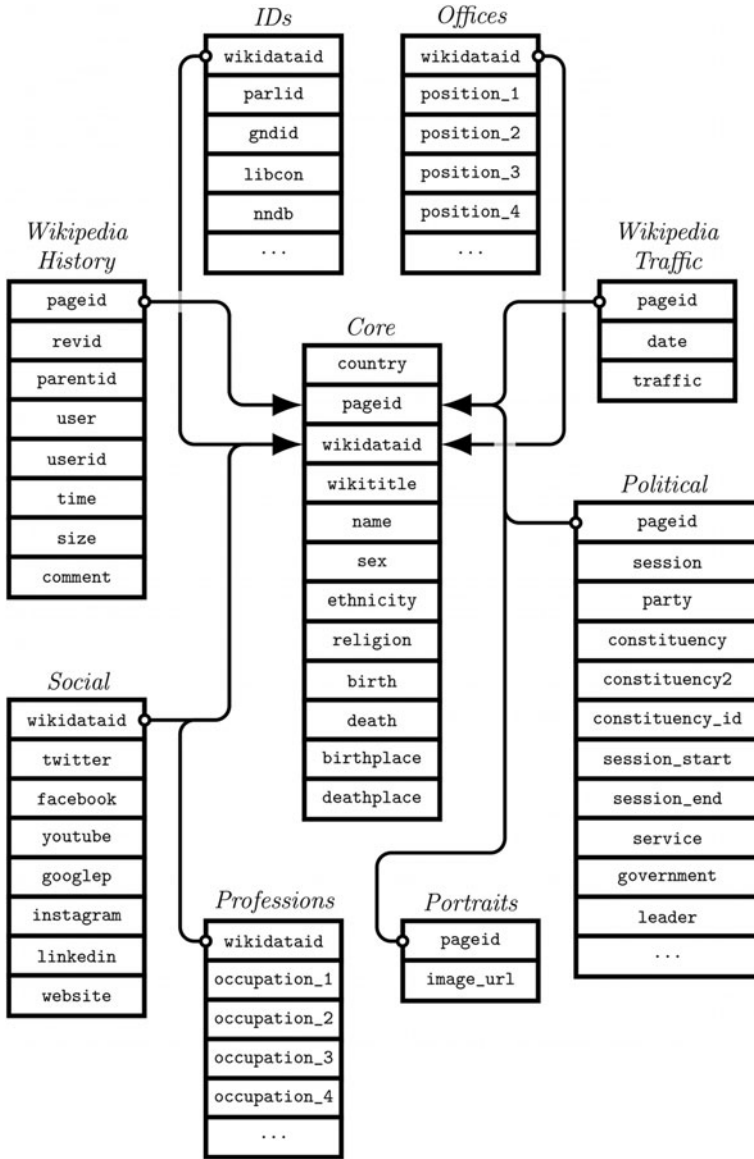 IDs
wikidataid
parlid
gndid
libcon
nndb
...
Offices
wikidataid
position_1
position_2
position_3
position_4
...
Wikipedia
History
pageid
revid
parentid
user
userid
time
size
comment
Core
country
pageid
wikidataid
wikititle
name
sex
ethnicity
religion
birth
death
birthplace
deathplace
Wikipedia
Traffic
pageid
date
traffic
Political
pageid
session
party
constituency
constituency2
constituency_id
session_start
session_end
service
government
leader
...
Social
wikidataid
twitter
facebook
youtube
googlep
instagram
linkedin
website
Professions
wikidataid
occupation_1
occupation_2
occupation_3
occupation_4
...
Portraits
pageid
image_url